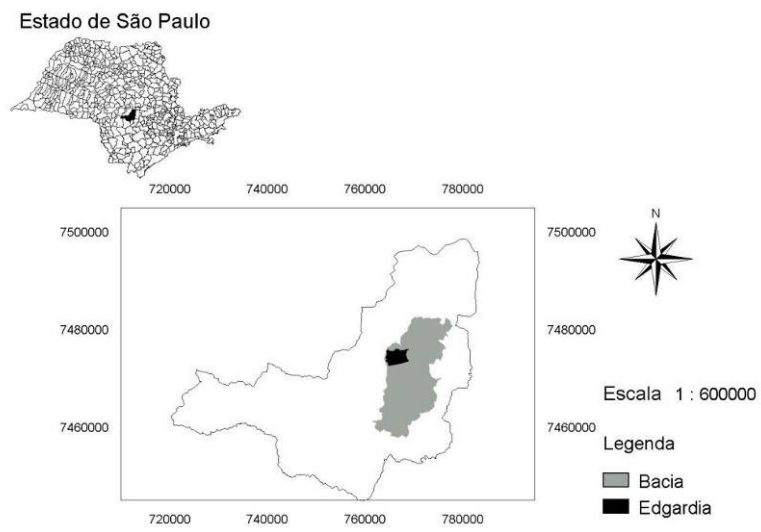 Estado de São Paulo
720000 740000 760000 780000
7500000 7500000
N
7480000 7480000
Escala 1 : 600000
7460000 7460000
Legenda
Bacia
Edgardia
720000 740000 760000 780000